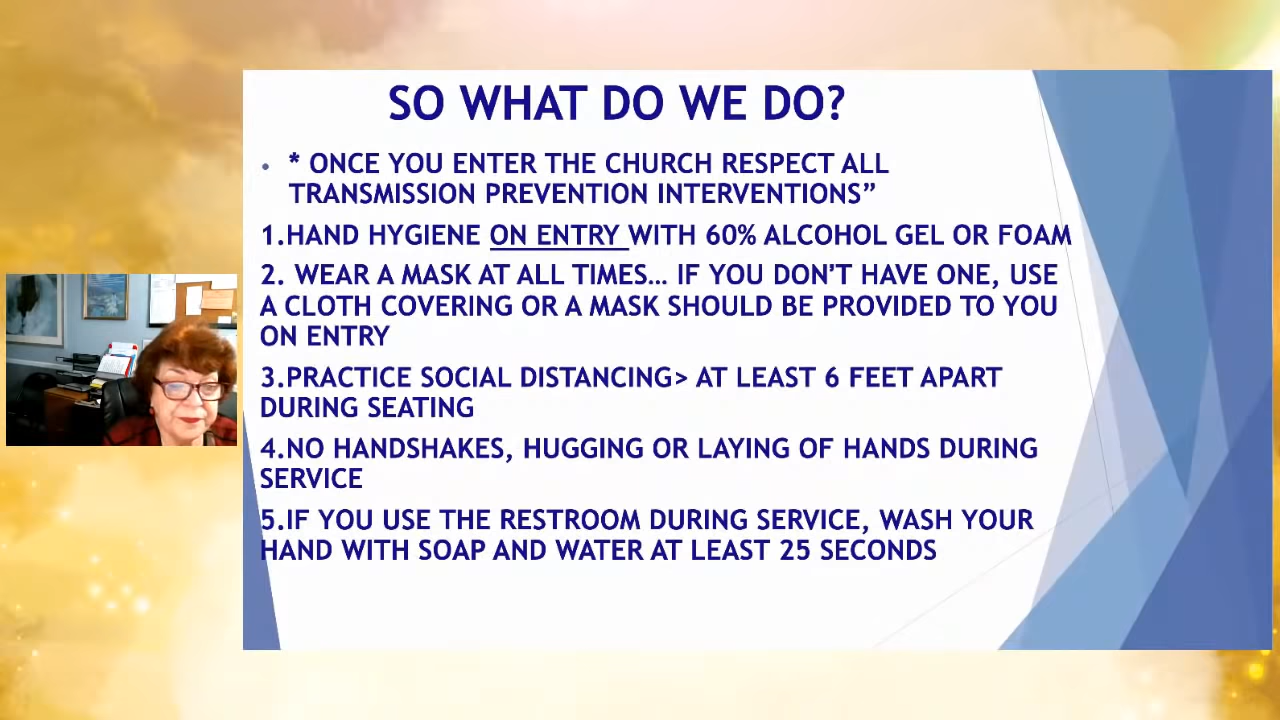 SO WHAT DO WE DO?
• * ONCE YOU ENTER THE CHURCH RESPECT ALL
TRANSMISSION PREVENTION INTERVENTIONS”
1.HAND HYGIENE ON ENTRY WITH 60% ALCOHOL GEL OR FOAM
2. WEAR A MASK AT ALL TIMES… IF YOU DON’T HAVE ONE, USE
A CLOTH COVERING OR A MASK SHOULD BE PROVIDED TO YOU
ON ENTRY
3.PRACTICE SOCIAL DISTANCING> AT LEAST 6 FEET APART
DURING SEATING
4.NO HANDSHAKES, HUGGING OR LAYING OF HANDS DURING
SERVICE
5.IF YOU USE THE RESTROOM DURING SERVICE, WASH YOUR
HAND WITH SOAP AND WATER AT LEAST 25 SECONDS